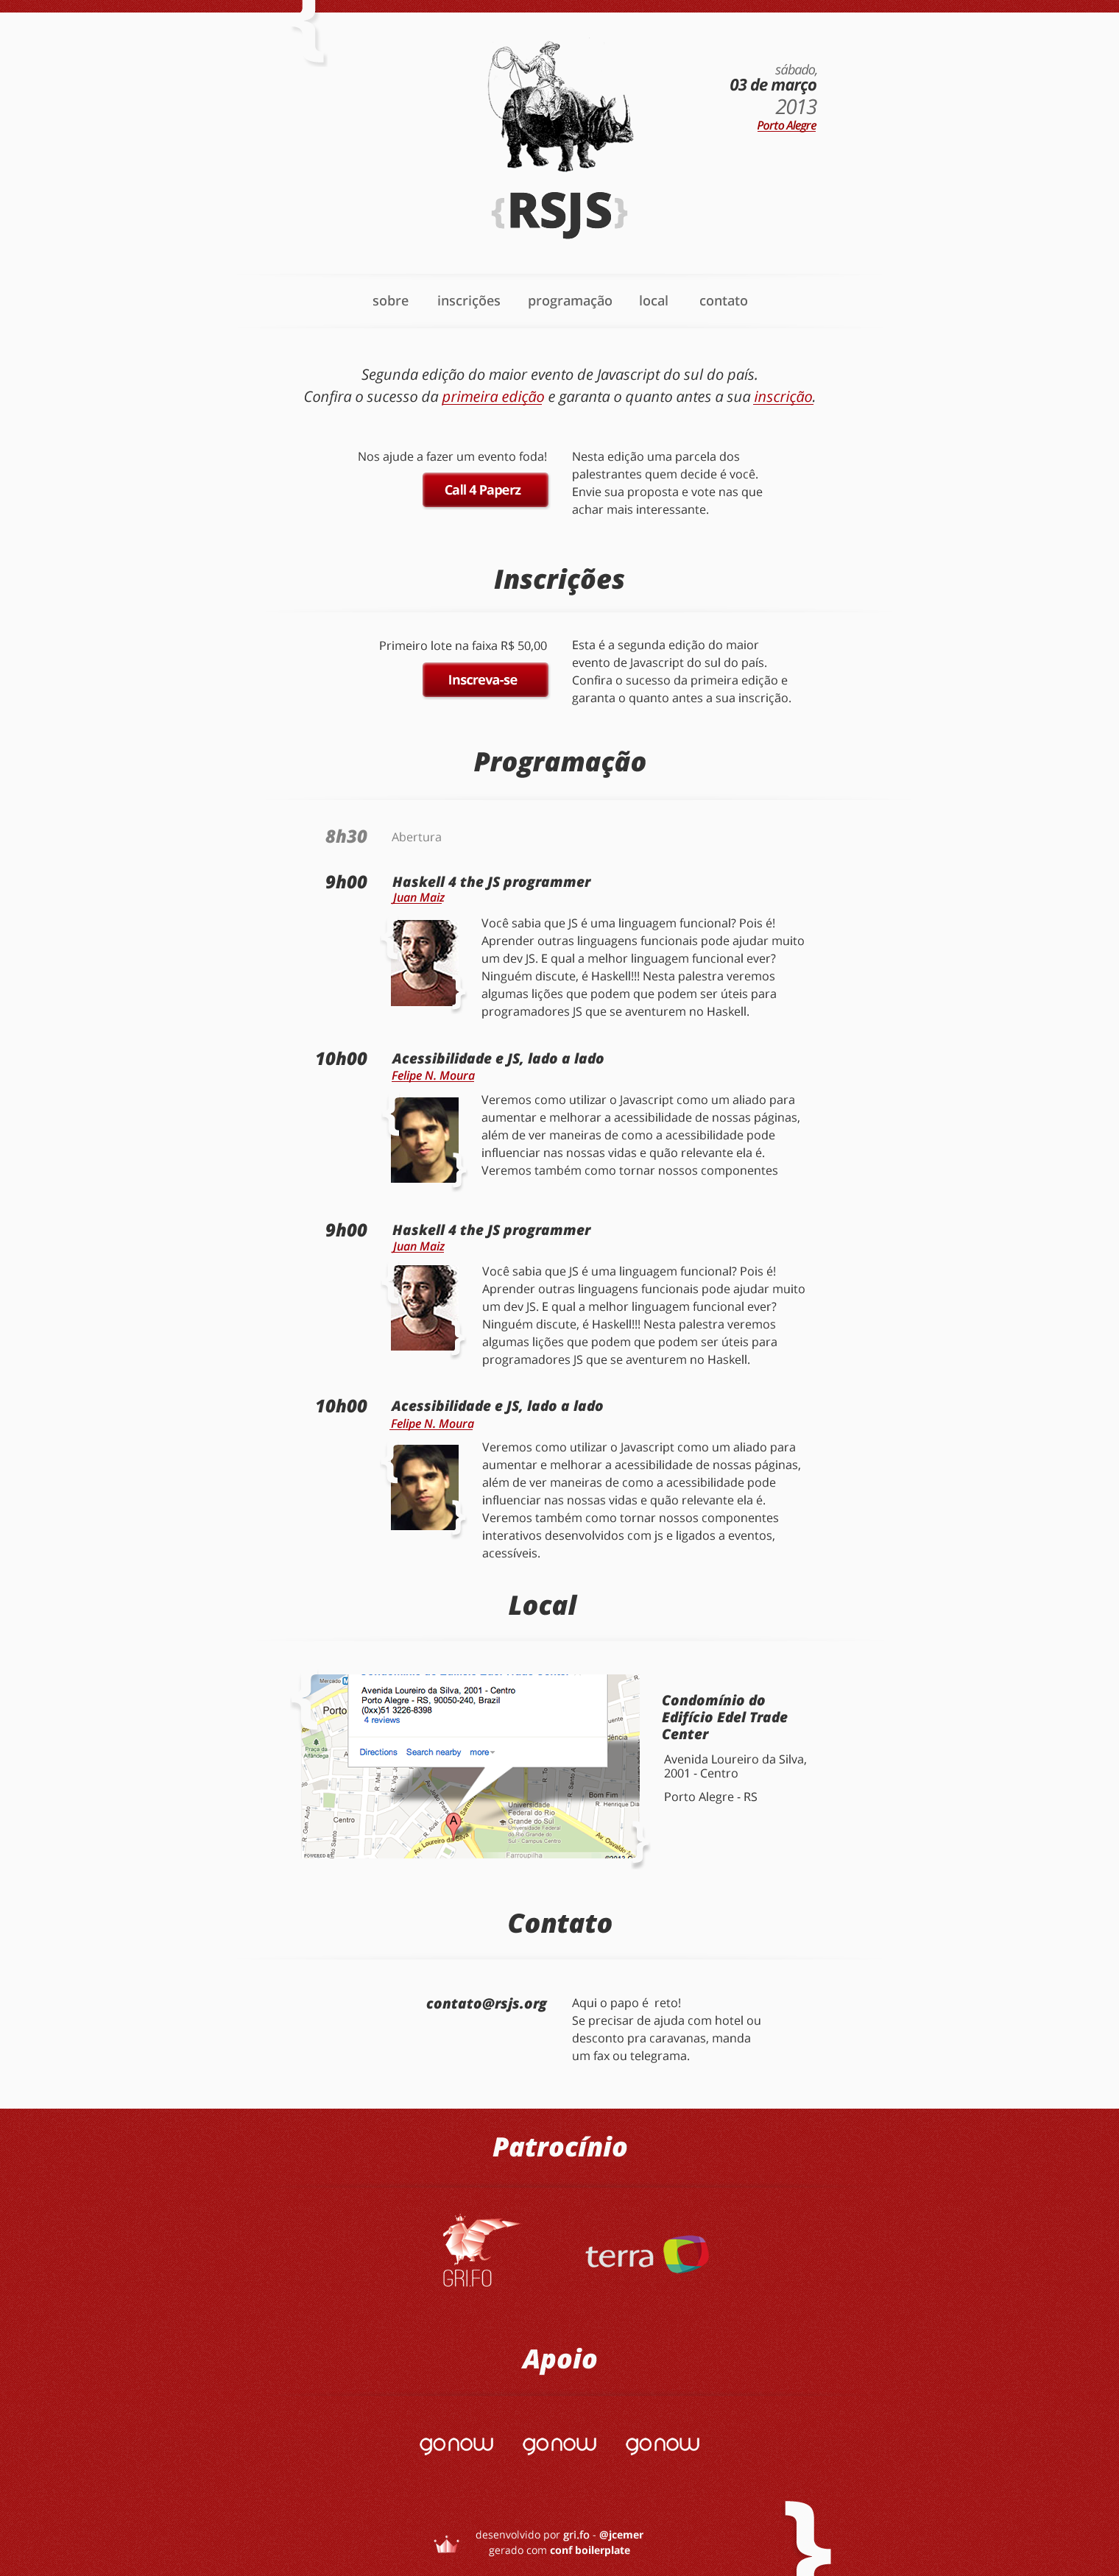 sábado,
03 de março
2013
Porto Alegre
{RSJS}
sobre inscrições programação local contato
Segunda edição do maior evento de Javascript do sul do país.
Confira o sucesso da primeira edição e garanta o quanto antes a sua inscrição.
Nos ajude a fazer um evento foda!
Call 4 Paperz
Nesta edição uma parcela dos
palestrantes quem decide é você.
Envie sua proposta e vote nas que
achar mais interessante.
Inscrições
Primeiro lote na faixa R$ 50,00
Inscreva-se
Esta é a segunda edição do maior
evento de Javascript do sul do país.
Confira o sucesso da primeira edição e
garanta o quanto antes a sua inscrição.
Programação
8h30 Abertura
9h00 Haskell 4 the JS programmer
Juan Maiz
Você sabia que JS é uma linguagem funcional? Pois é!
Aprender outras linguagens funcionais pode ajudar muito
um dev JS. E qual a melhor linguagem funcional ever?
Ninguém discute, é Haskell!!! Nesta palestra veremos
algumas lições que podem que podem ser úteis para
programadores JS que se aventurem no Haskell.
10h00 Acessibilidade e JS, lado a lado
Felipe N. Moura
Veremos como utilizar o Javascript como um aliado para
aumentar e melhorar a acessibilidade de nossas páginas,
além de ver maneiras de como a acessibilidade pode
influenciar nas nossas vidas e quão relevante ela é.
Veremos também como tornar nossos componentes
9h00 Haskell 4 the JS programmer
Juan Maiz
Você sabia que JS é uma linguagem funcional? Pois é!
Aprender outras linguagens funcionais pode ajudar muito
um dev JS. E qual a melhor linguagem funcional ever?
Ninguém discute, é Haskell!!! Nesta palestra veremos
algumas lições que podem que podem ser úteis para
programadores JS que se aventurem no Haskell.
10h00 Acessibilidade e JS, lado a lado
Felipe N. Moura
Veremos como utilizar o Javascript como um aliado para
aumentar e melhorar a acessibilidade de nossas páginas,
além de ver maneiras de como a acessibilidade pode
influenciar nas nossas vidas e quão relevante ela é.
Veremos também como tornar nossos componentes
interativos desenvolvidos com js e ligados a eventos,
acessíveis.
Local
Avenida Loureiro da Silva, 2001 - Centro
Porto Alegre - RS, 90050-240, Brazil
(0xx)51 3226-8398
4 reviews
Directions Search nearby more
Mercado
Porto
Praça da
Alfândega
Centro
Universidade
Federal do Rio
Grande do Sul
Universidade Federal
do Rio Grande do
Sul - Campus Centro
Bom Fim
R. Henrique Dia
Av. Loureiro da Silva
A
Farroupilha
POWERED BY
Condomínio do
Edifício Edel Trade
Center
Avenida Loureiro da Silva,
2001 - Centro
Porto Alegre - RS
Contato
contato@rsjs.org
Aqui o papo é reto!
Se precisar de ajuda com hotel ou
desconto pra caravanas, manda
um fax ou telegrama.
Patrocínio
GRI.FO
terra
Apoio
gonow gonow gonow
desenvolvido por gri.fo - @jcemer
gerado com conf boilerplate